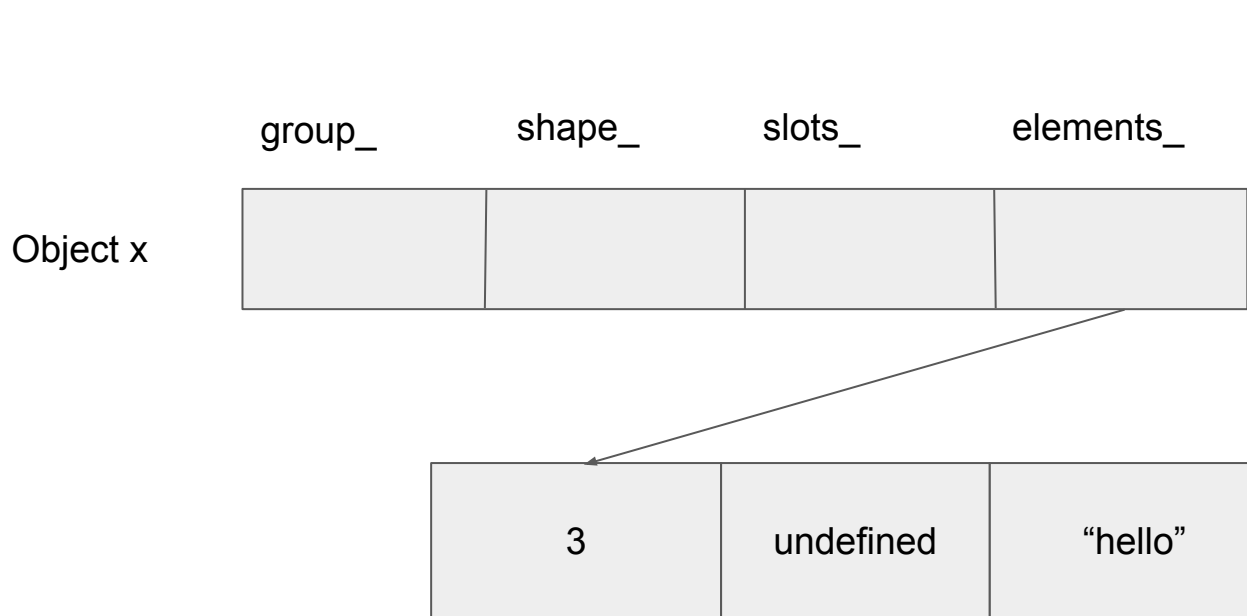 group_ shape_ slots_ elements_
Object x
3 undefined “hello”